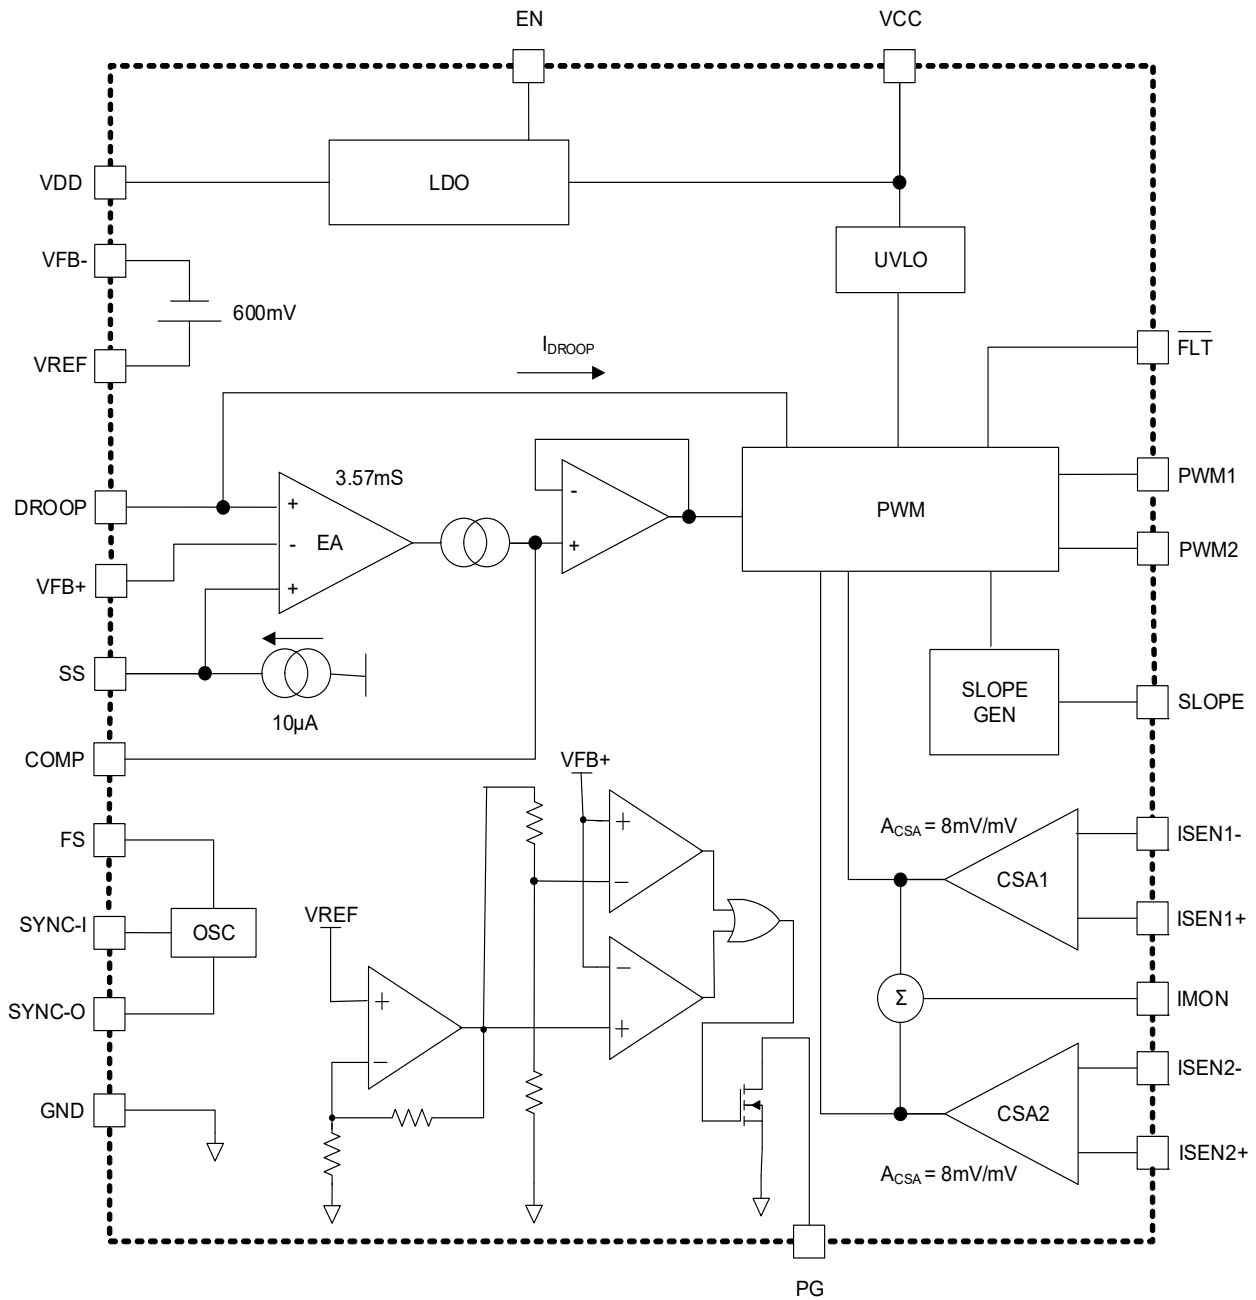 EN
VCC
VDD
LDO
VFB-
UVLO
600mV
VREF
FLT
IDROOP
DROOP
3.57mS
+
EA
-
+
-
+
PWM
PWM1
PWM2
VFB+
SS
10µA
SLOPE
GEN
SLOPE
COMP
VFB+
FS
+
−
ACSA = 8mV/mV
ISEN1-
CSA1
ISEN1+
SYNC-I
OSC
VREF
SYNC-O
+
−
−
+
Σ
IMON
ISEN2-
GND
CSA2
ISEN2+
ACSA = 8mV/mV
PG